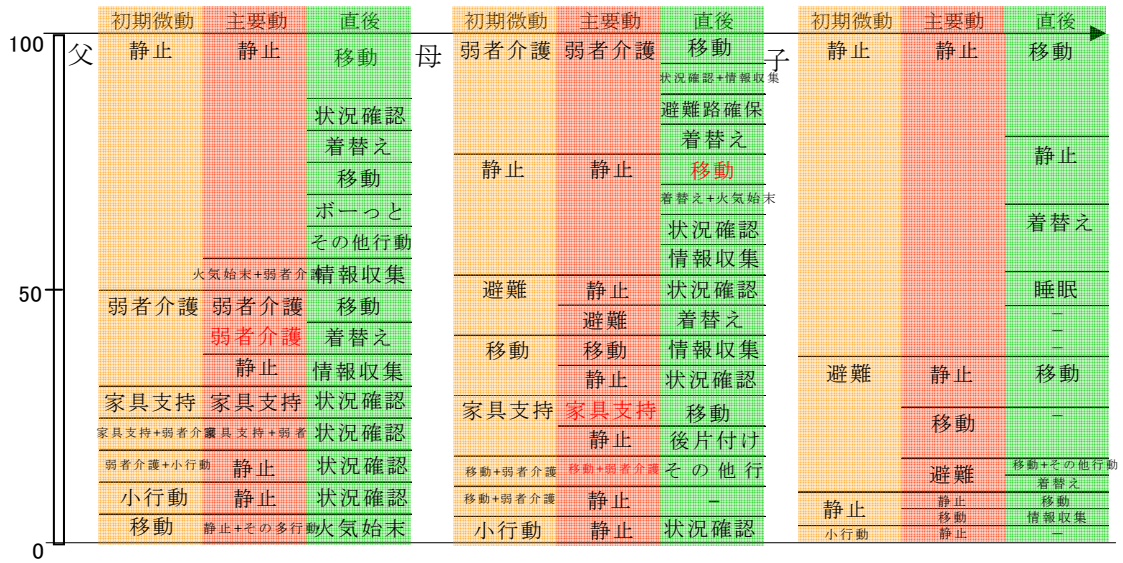 初期微動 主要動 直後 初期微動 主要動 直後 初期微動 主要動 直後
100
50
0
父
静止
弱者介護
家具支持
家具支持+弱者介護
弱者介護+小行動
小行動
移動
静止
火気始末+弱者介護
弱者介護
弱者介護
静止
家具支持
家具支持+弱者
静止
静止
静止+その多行動
移動
状況確認
着替え
移動
ボーっと
その他行動
情報収集
移動
着替え
情報収集
状況確認
状況確認
状況確認
状況確認
火気始末
母
弱者介護
静止
避難
移動
家具支持
移動+弱者介護
移動+弱者介護
小行動
弱者介護
静止
静止
避難
移動
静止
家具支持
静止
移動+弱者介護
静止
静止
移動
状況確認+情報収集
避難路確保
着替え
移動
着替え+火気始末
状況確認
情報収集
状況確認
着替え
情報収集
状況確認
移動
後片付け
その他行
－
状況確認
子
静止
避難
静止
小行動
静止
静止
移動
避難
静止
移動
静止
移動
静止
着替え
睡眠
－
－
－
移動
－
移動+その他行動
着替え
移動
情報収集
－